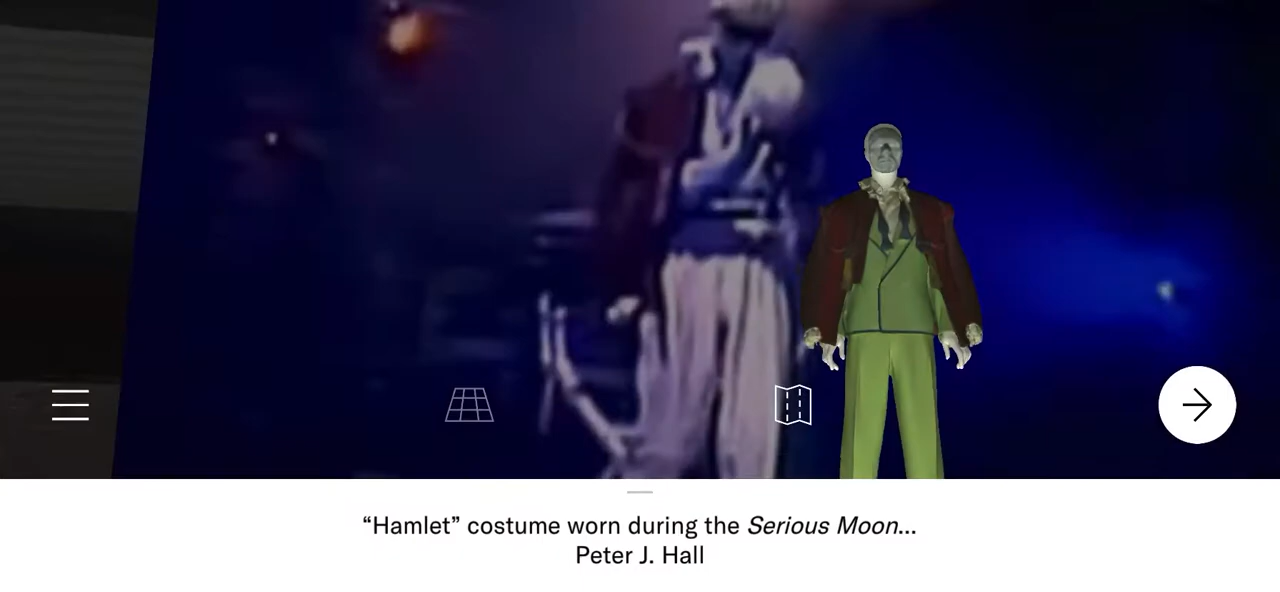 “Hamlet” costume worn during the Serious Moon...
Peter J. Hall